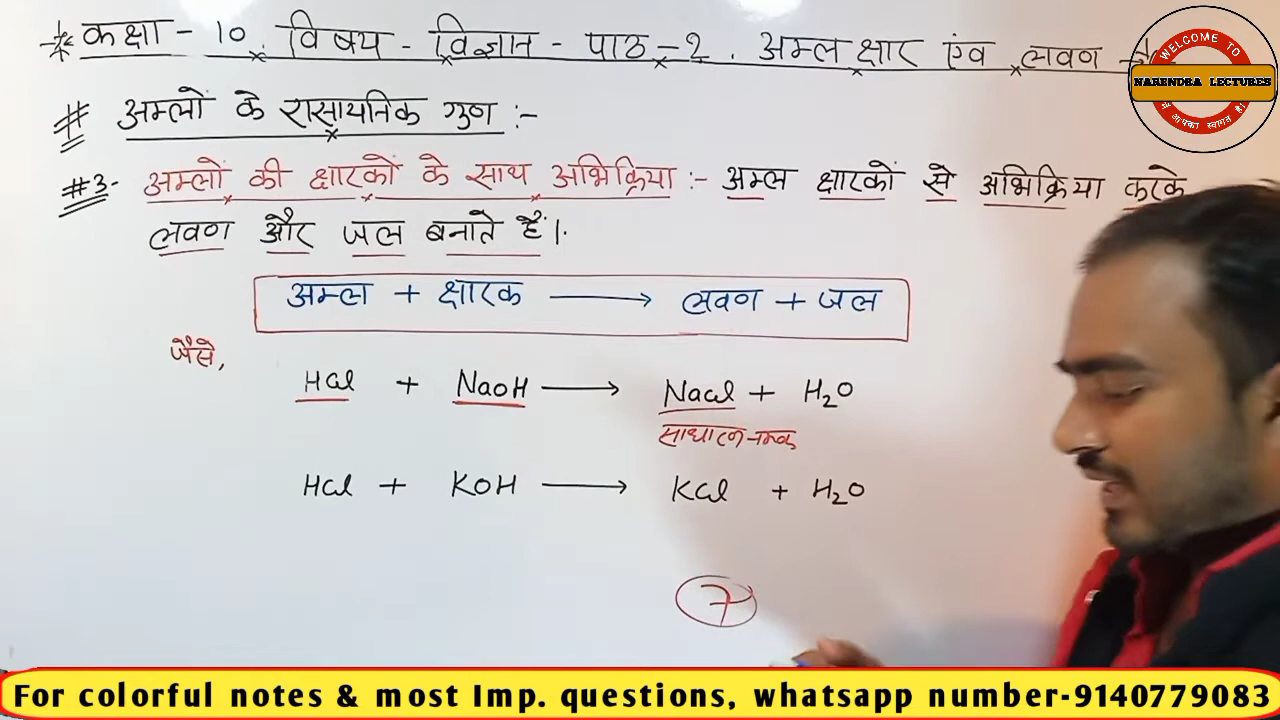 * कक्षा - 10. विषय - विज्ञान - पाठ - 2. अम्ल क्षार एंव लवण
WELCOME TO
NARENDRA LECTURES
में आपका स्वागत है।
# अम्लों के रासायनिक गुण :-
#3- अम्लों की क्षारकों के साथ अभिक्रिया :- अम्ल क्षारकों से अभिक्रिया करके
लवण और जल बनाते हैं।
अम्ल + क्षारक ⟶ लवण + जल
जैसे,
HCl + NaOH ⟶ NaCl + H₂O
साधारण नमक
HCl + KOH ⟶ KCl + H₂O
7
For colorful notes & most Imp. questions, whatsapp number-9140779083